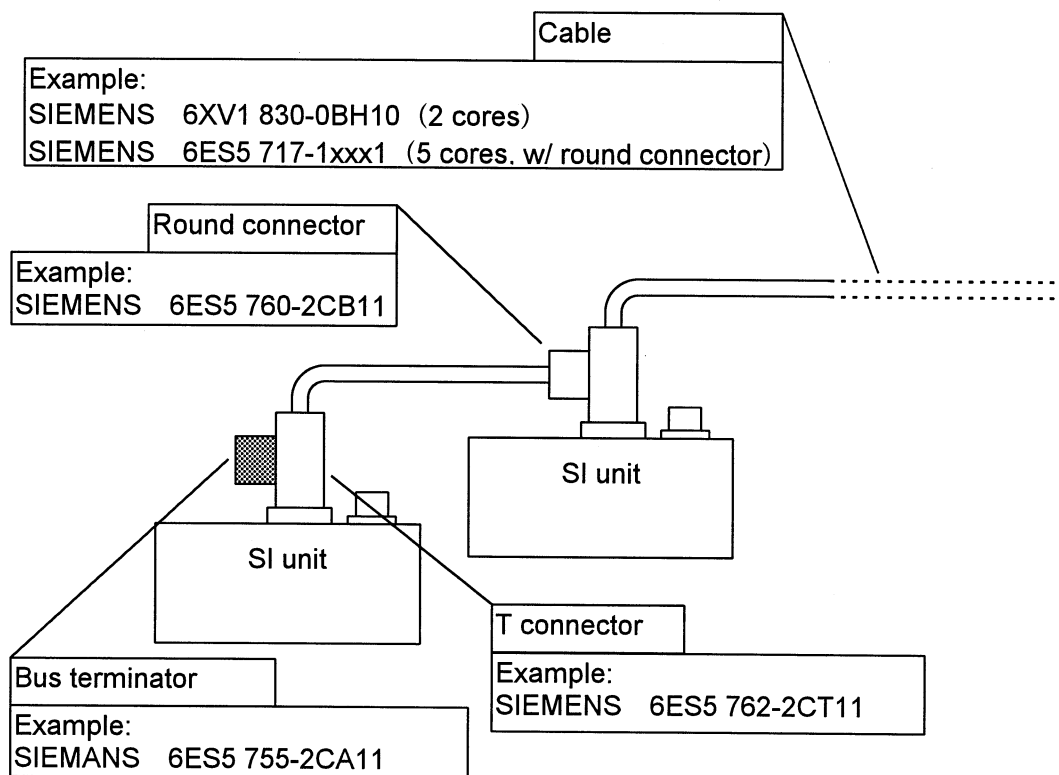 Cable
Example:
SIEMENS 6XV1 830-0BH10 (2 cores)
SIEMENS 6ES5 717-1xxx1 (5 cores, w/ round connector)
Round connector
Example:
SIEMENS 6ES5 760-2CB11
SI unit
SI unit
T connector
Example:
SIEMENS 6ES5 762-2CT11
Bus terminator
Example:
SIEMANS 6ES5 755-2CA11